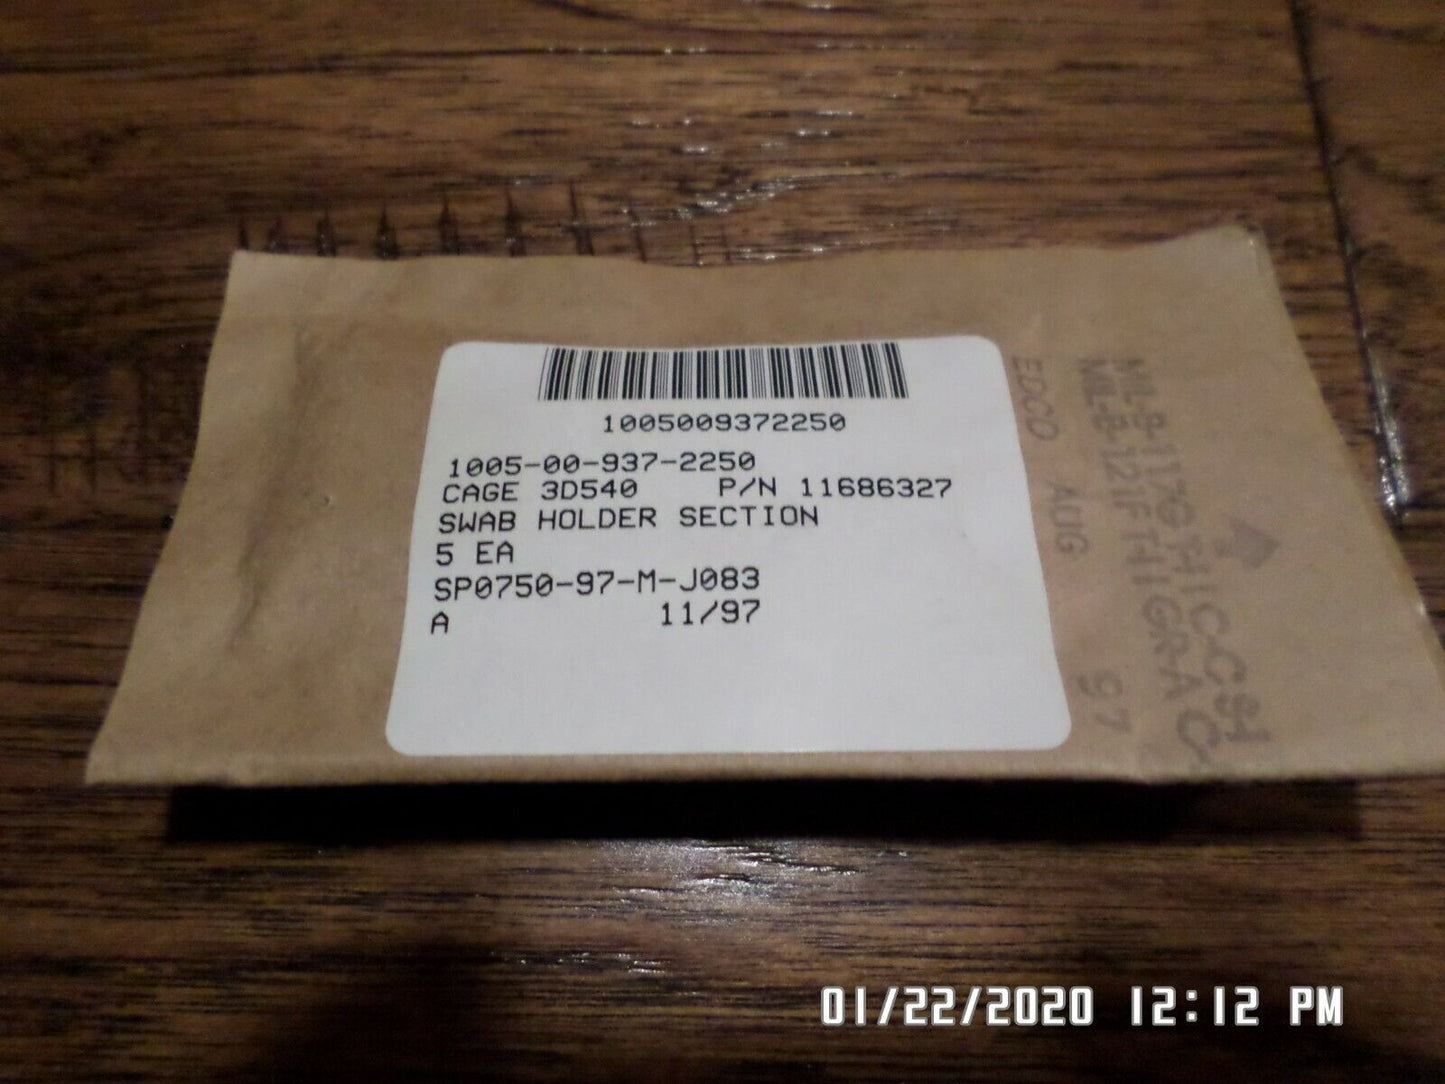 1005009372250
1005-00-937-2250
CAGE 3D540 P/N 11686327
SWAB HOLDER SECTION
5 EA
SP0750-97-M-J083
A 11/97
EDCO AUG 97
01/22/2020 12:12 PM